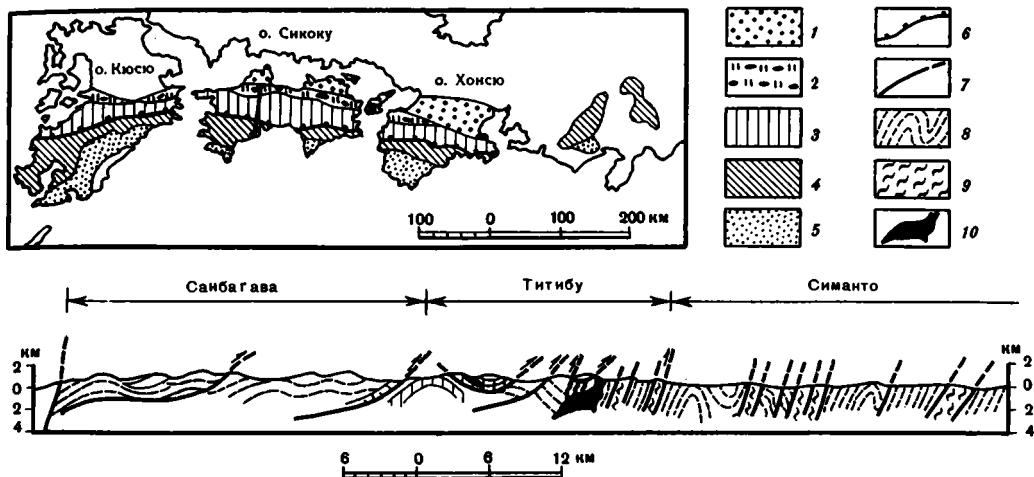 о. Сикоку
о. Кюсю
о. Хонсю
100 0 100 200 км
1
2
3
4
5
6
7
8
9
10
Санбагава Титибу Симанто
км
2
0
2
4
км
2
0
2
4
6 0 6 12 км